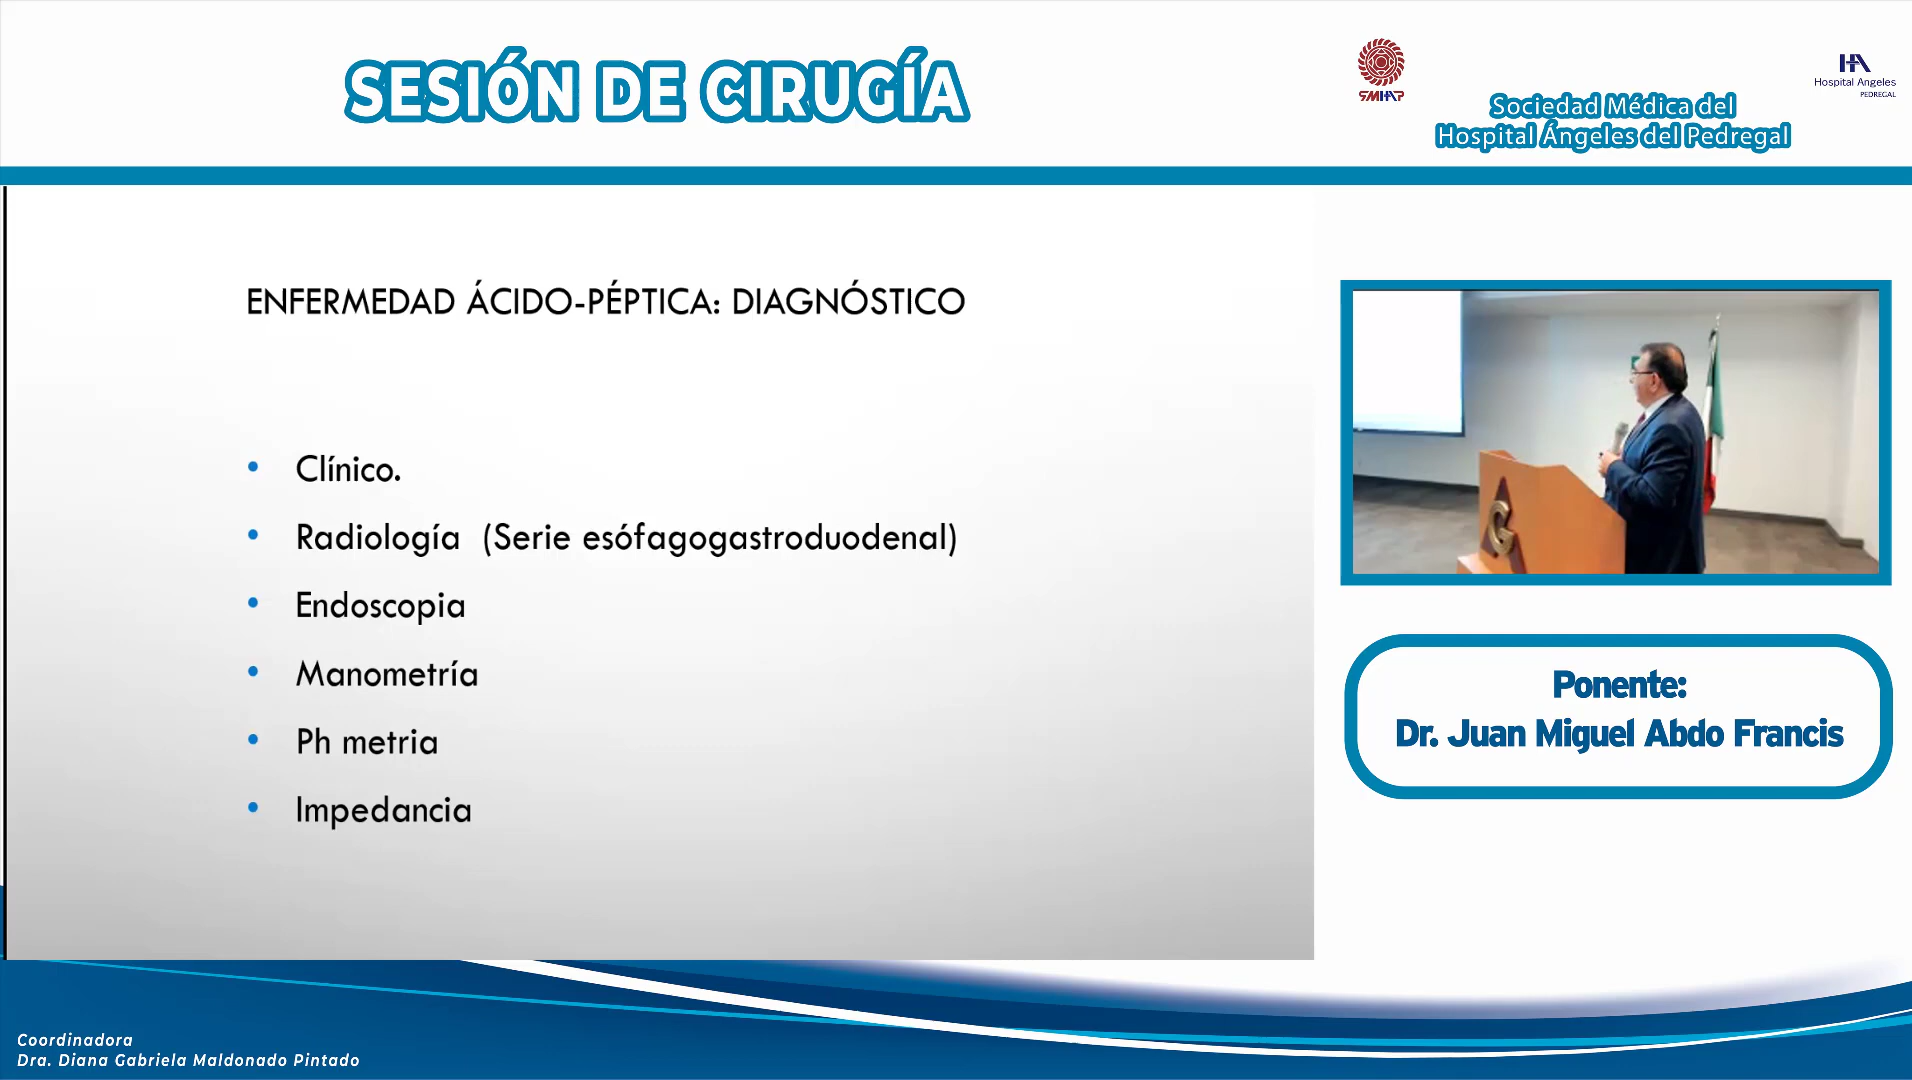 SESIÓN DE CIRUGÍA
SMHAP
Sociedad Médica del
Hospital Ángeles del Pedregal
HA
Hospital Angeles
PEDREGAL
ENFERMEDAD ÁCIDO-PÉPTICA: DIAGNÓSTICO
• Clínico.
• Radiología (Serie esófagogastroduodenal)
• Endoscopia
• Manometría
• Ph metria
• Impedancia
G
Ponente:
Dr. Juan Miguel Abdo Francis
Coordinadora
Dra. Diana Gabriela Maldonado Pintado